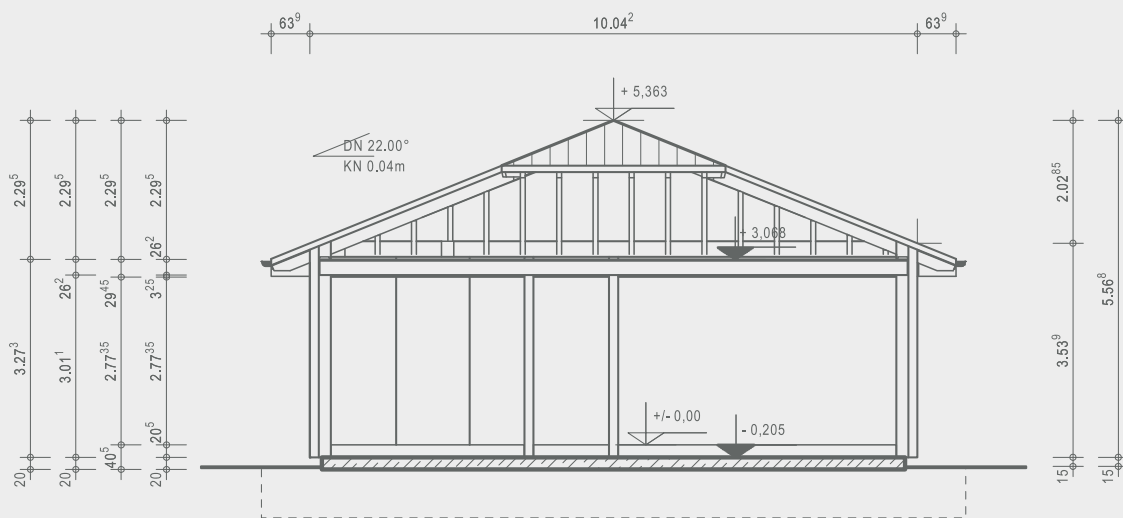 63⁹ 10.04² 63⁹
+ 5,363
DN 22.00°
KN 0.04m
2.29⁵ 2.29⁵ 2.29⁵ 2.29⁵
2.02⁸⁵
+ 3,068
26²
26² 29⁴⁵ 3²⁵
5.56⁸
3.27³ 3.01¹ 2.77³⁵ 2.77³⁵
3.53⁹
+/- 0,00
- 0,205
20⁵
40⁵
20 20 20
15 15